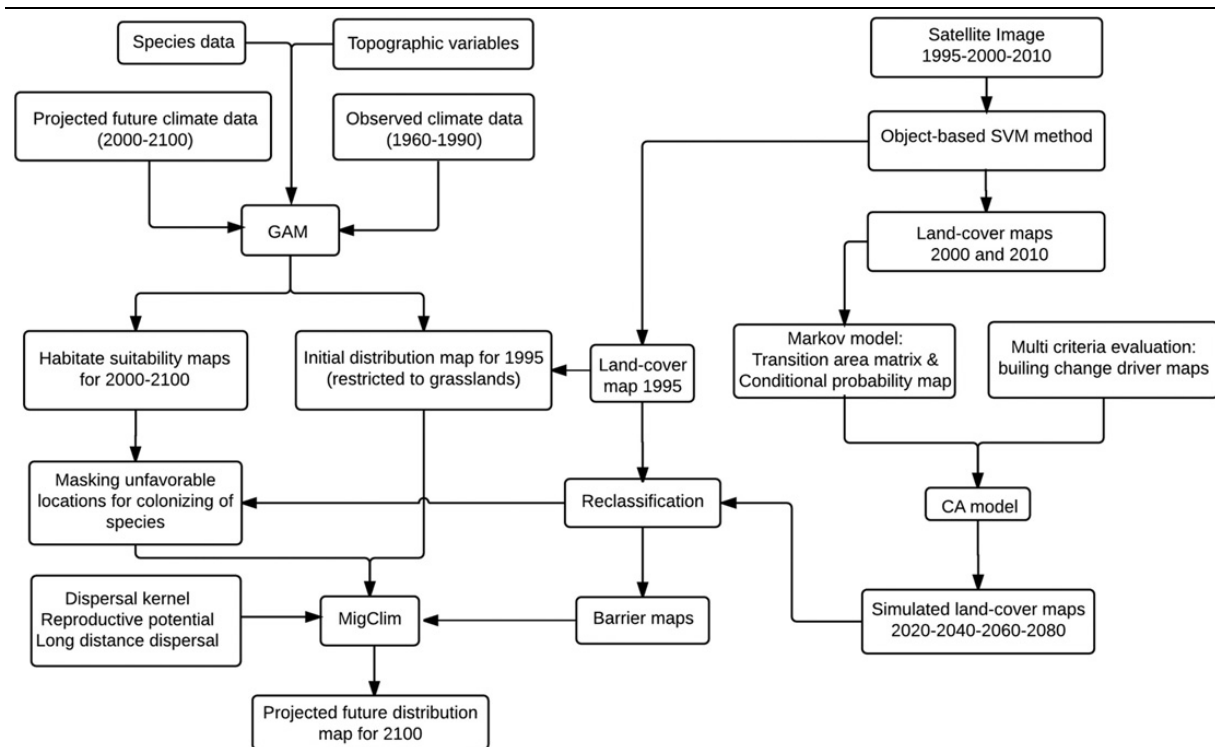 Species data
Topographic variables
Satellite Image
1995-2000-2010
Projected future climate data
(2000-2100)
Observed climate data
(1960-1990)
Object-based SVM method
GAM
Land-cover maps
2000 and 2010
Habitate suitability maps
for 2000-2100
Initial distribution map for 1995
(restricted to grasslands)
Land-cover
map 1995
Markov model:
Transition area matrix &
Conditional probability map
Multi criteria evaluation:
builing change driver maps
Masking unfavorable
locations for colonizing of
species
Reclassification
CA model
Dispersal kernel
Reproductive potential
Long distance dispersal
MigClim
Barrier maps
Simulated land-cover maps
2020-2040-2060-2080
Projected future distribution
map for 2100